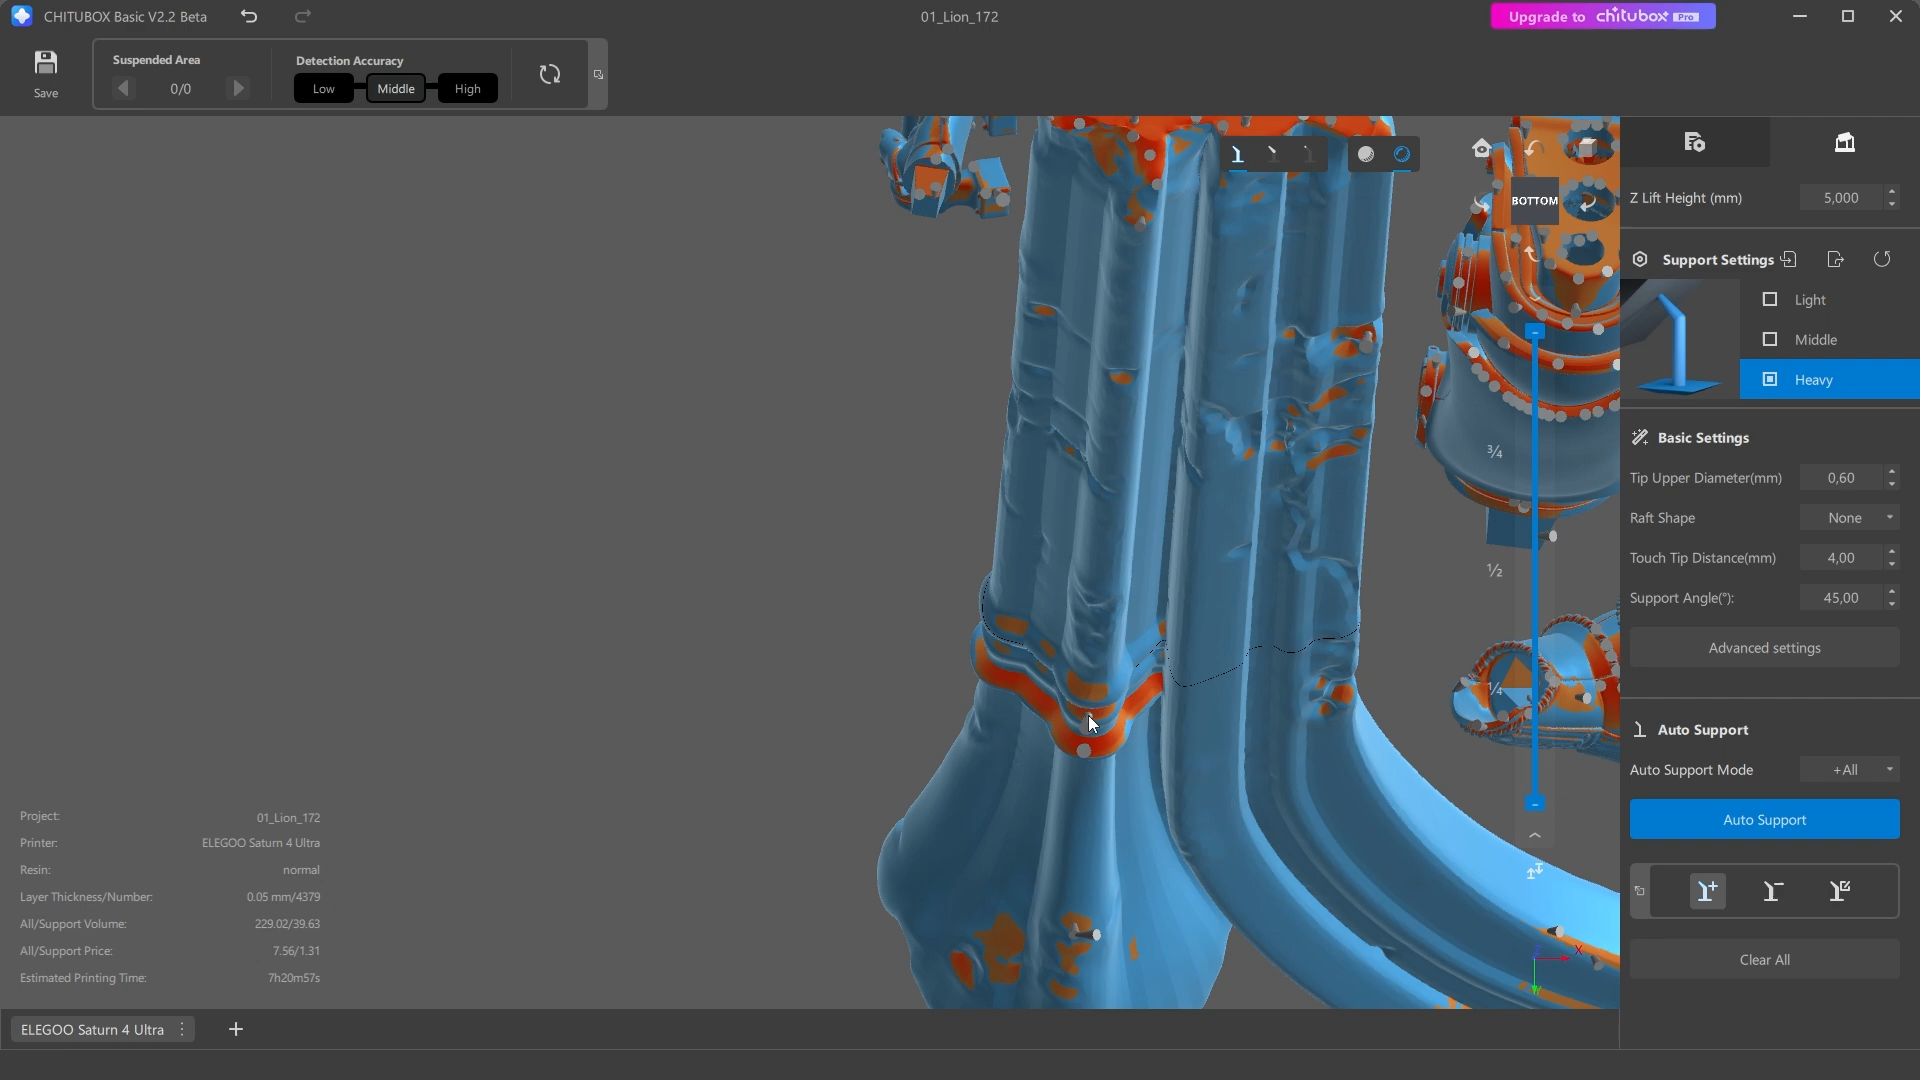 CHITUBOX Basic V2.2 Beta
01_Lion_172
Upgrade to chitubox Pro
Save
Suspended Area
0/0
Detection Accuracy
Low
Middle
High
BOTTOM
3/4
1/2
1/4
X
Y
Z Lift Height (mm)
5,000
Support Settings
Light
Middle
Heavy
Basic Settings
Tip Upper Diameter(mm)
0,60
Raft Shape
None
Touch Tip Distance(mm)
4,00
Support Angle(°):
45,00
Advanced settings
Auto Support
Auto Support Mode
+All
Auto Support
Clear All
Project:
01_Lion_172
Printer:
ELEGOO Saturn 4 Ultra
Resin:
normal
Layer Thickness/Number:
0.05 mm/4379
All/Support Volume:
229.02/39.63
All/Support Price:
7.56/1.31
Estimated Printing Time:
7h20m57s
ELEGOO Saturn 4 Ultra